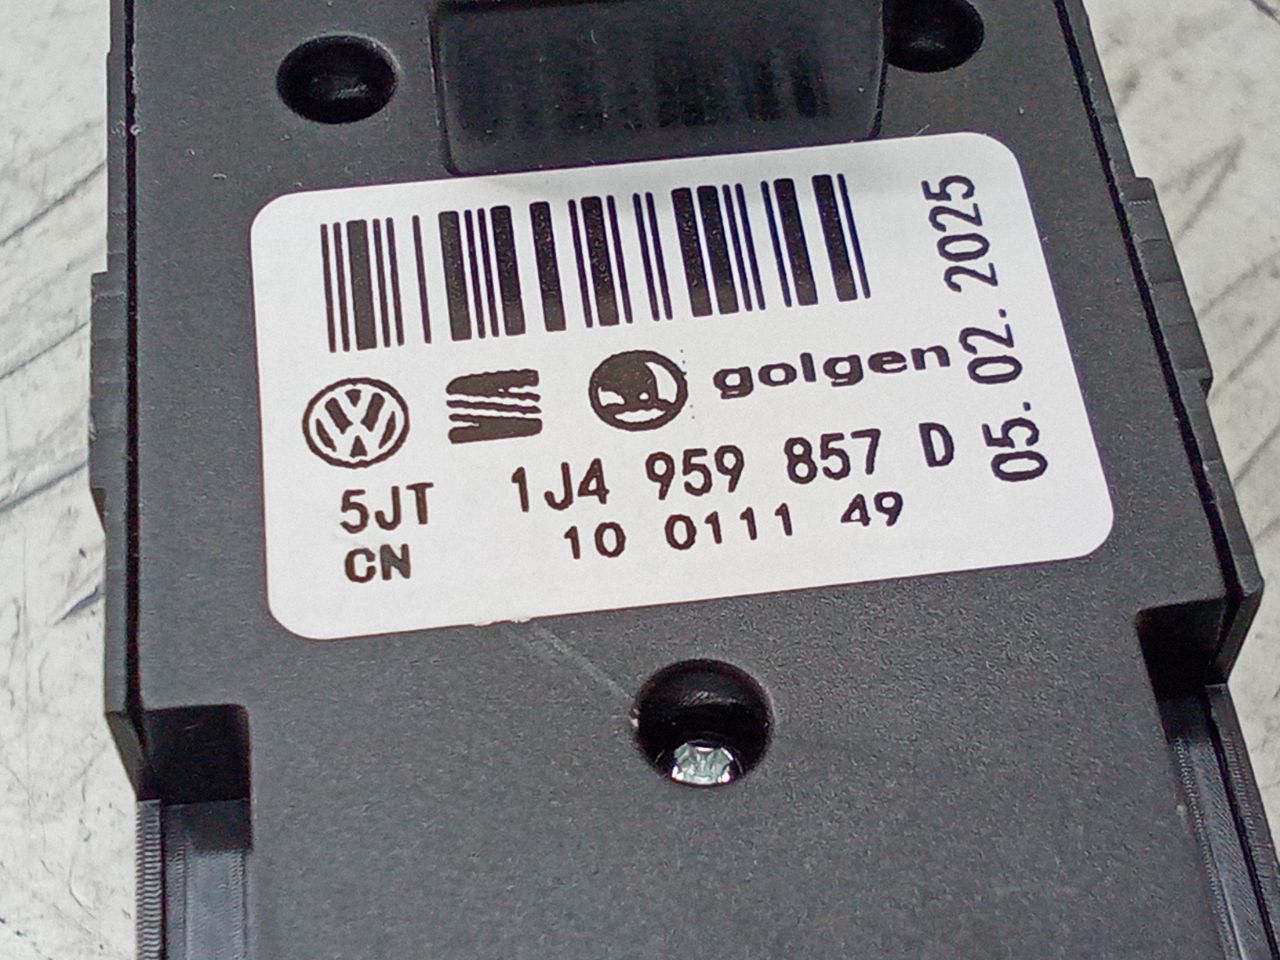 golgen
5JT 1J4 959 857 D
CN 10 0111 49
05. 02. 2025